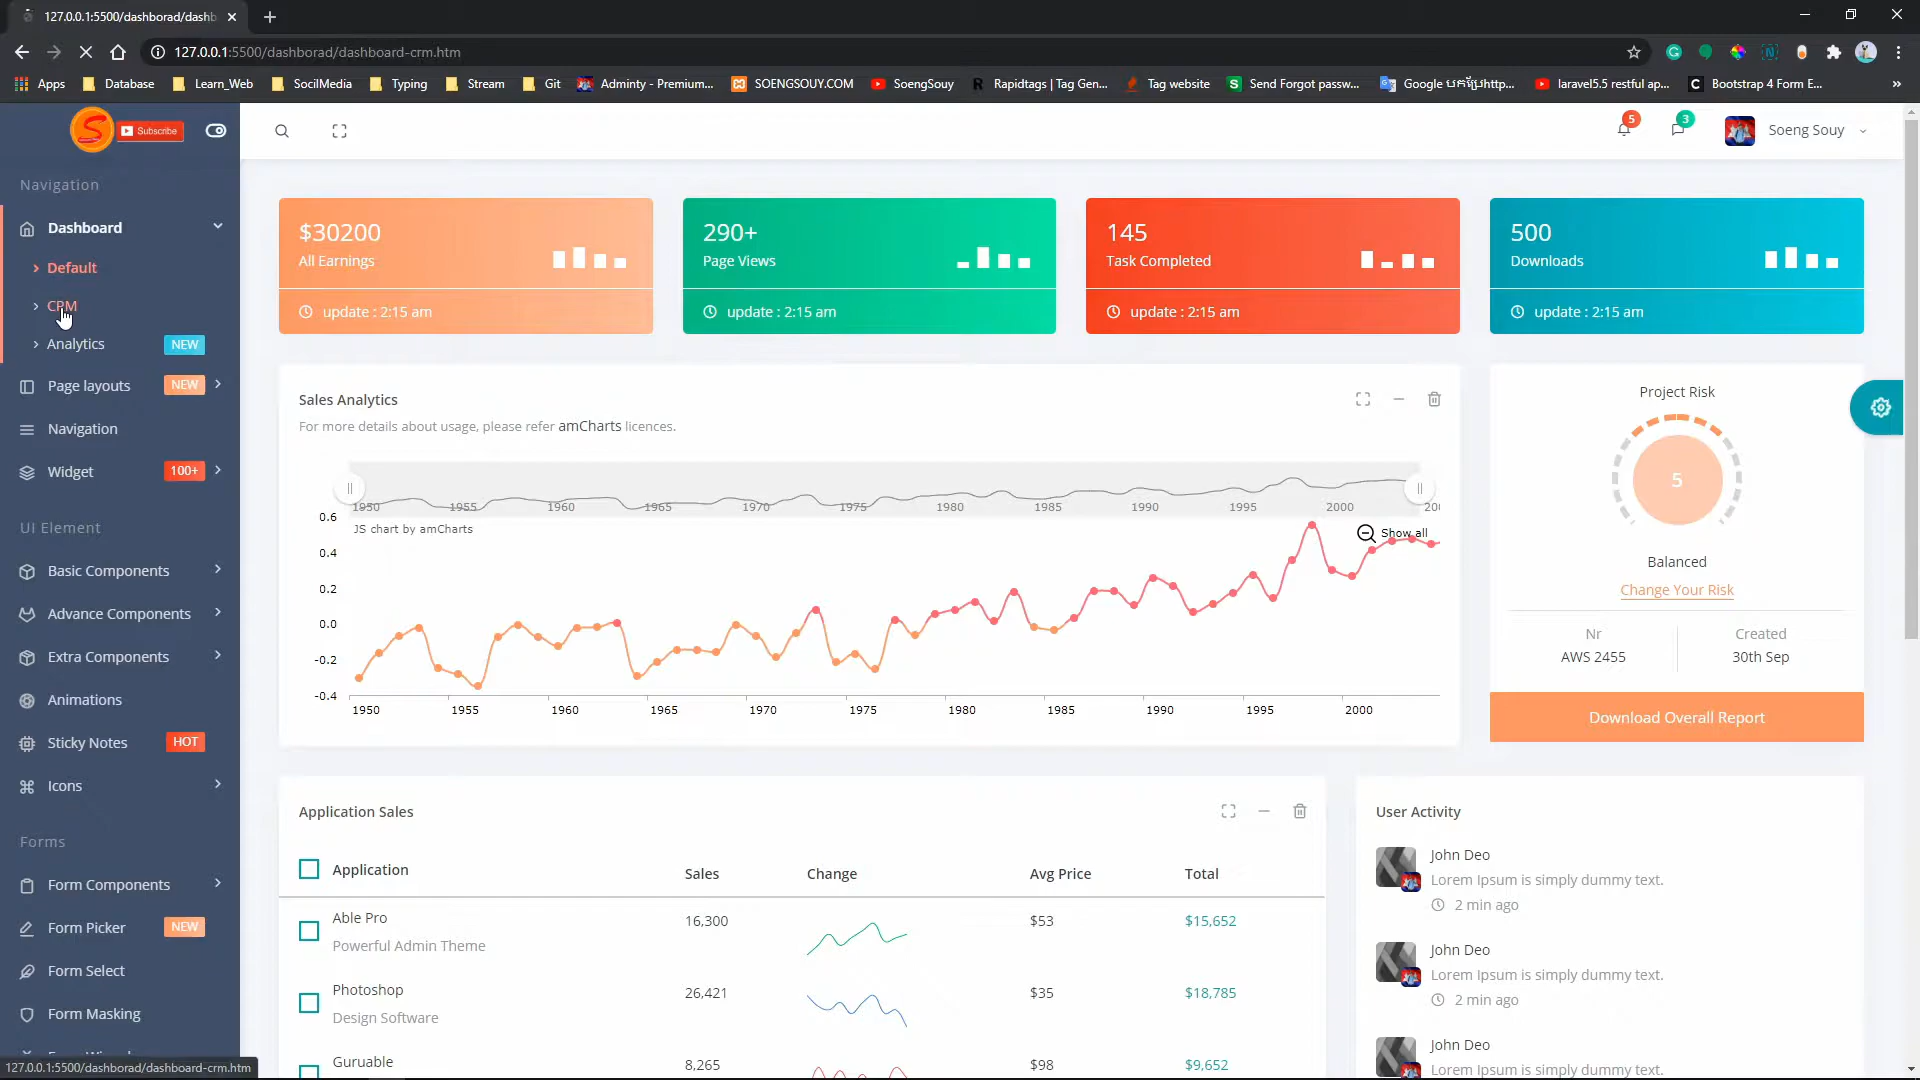 127.0.0.1:5500/dashborad/dashb
127.0.0.1:5500/dashborad/dashboard-crm.htm
Apps
Database
Learn_Web
SocilMedia
Typing
Stream
Git
Adminty - Premium...
SOENGSOUY.COM
SoengSouy
Rapidtags | Tag Gen...
Tag website
Send Forgot passw...
laravel5.5 restful ap...
Bootstrap 4 Form E...
Subscribe
5
3
Soeng Souy
Navigation
Dashboard
Default
CPM
Analytics
NEW
Page layouts
NEW
Navigation
Widget
100+
UI Element
Basic Components
Advance Components
Extra Components
Animations
Sticky Notes
HOT
Icons
Forms
Form Components
Form Picker
NEW
Form Select
Form Masking
127.0.0.1:5500/dashborad/dashboard-crm.htm
$30200
All Earnings
update : 2:15 am
290+
Page Views
update : 2:15 am
145
Task Completed
update : 2:15 am
500
Downloads
update : 2:15 am
Sales Analytics
For more details about usage, please refer amCharts licences.
1950 1955 1960 1965 1970 1975 1980 1985 1990 1995 2000
JS chart by amCharts
Show all
0.6
0.4
0.2
0.0
-0.2
-0.4
1950 1955 1960 1965 1970 1975 1980 1985 1990 1995 2000
Project Risk
5
Balanced
Change Your Risk
Nr Created
AWS 2455 30th Sep
Download Overall Report
Application Sales
Application Sales Change Avg Price Total
Able Pro 16,300 $53 $15,652
Powerful Admin Theme
Photoshop 26,421 $35 $18,785
Design Software
Guruable 8,265 $98 $9,652
User Activity
John Deo
Lorem Ipsum is simply dummy text.
2 min ago
John Deo
Lorem Ipsum is simply dummy text.
2 min ago
John Deo
Lorem Ipsum is simply dummy text.